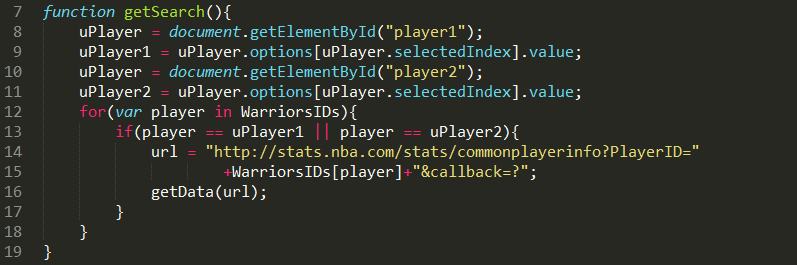 7 function getSearch(){
8     uPlayer = document.getElementById("player1");
9     uPlayer1 = uPlayer.options[uPlayer.selectedIndex].value;
10     uPlayer = document.getElementById("player2");
11     uPlayer2 = uPlayer.options[uPlayer.selectedIndex].value;
12     for(var player in WarriorsIDs){
13         if(player == uPlayer1 || player == uPlayer2){
14             url = "http://stats.nba.com/stats/commonplayerinfo?PlayerID="
15                     +WarriorsIDs[player]+"&callback=?";
16             getData(url);
17         }
18     }
19 }